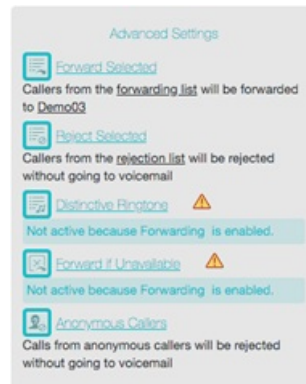 Advanced Settings
Forward Selected
Callers from the forwarding list will be forwarded
to Demo03
Reject Selected
Callers from the rejection list will be rejected
without going to voicemail
Distinctive Ringtone
Not active because Forwarding is enabled.
Forward if Unavailable
Not active because Forwarding is enabled.
Anonymous Callers
Calls from anonymous callers will be rejected
without going to voicemail